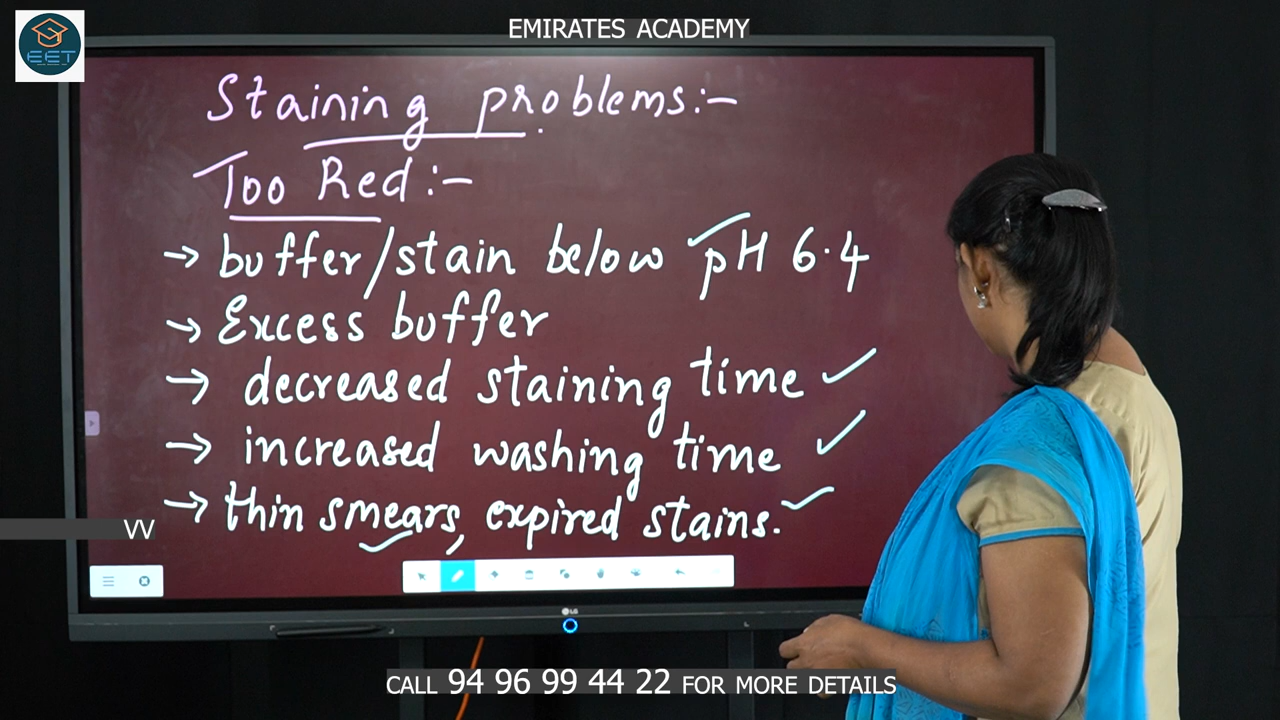 EMIRATES ACADEMY
EET
Staining problems:-
Too Red:-
→ buffer/stain below pH 6.4
→ Excess buffer
→ decreased staining time ✓
→ increased washing time ✓
→ thin smears, expired stains. ✓
VV
LG
CALL 94 96 99 44 22 FOR MORE DETAILS